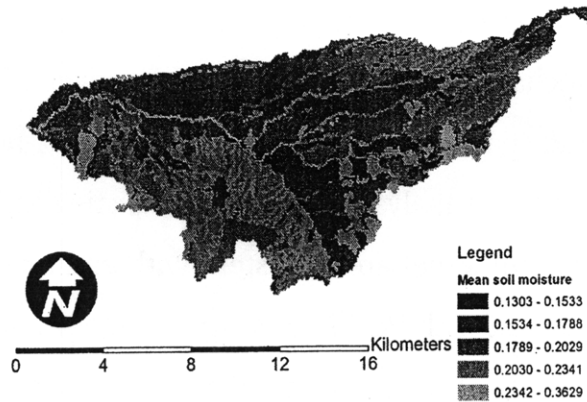 N
Legend
Mean soil moisture
0.1303 - 0.1533
0.1534 - 0.1788
0.1789 - 0.2029
0.2030 - 0.2341
0.2342 - 0.3629
Kilometers
0 4 8 12 16